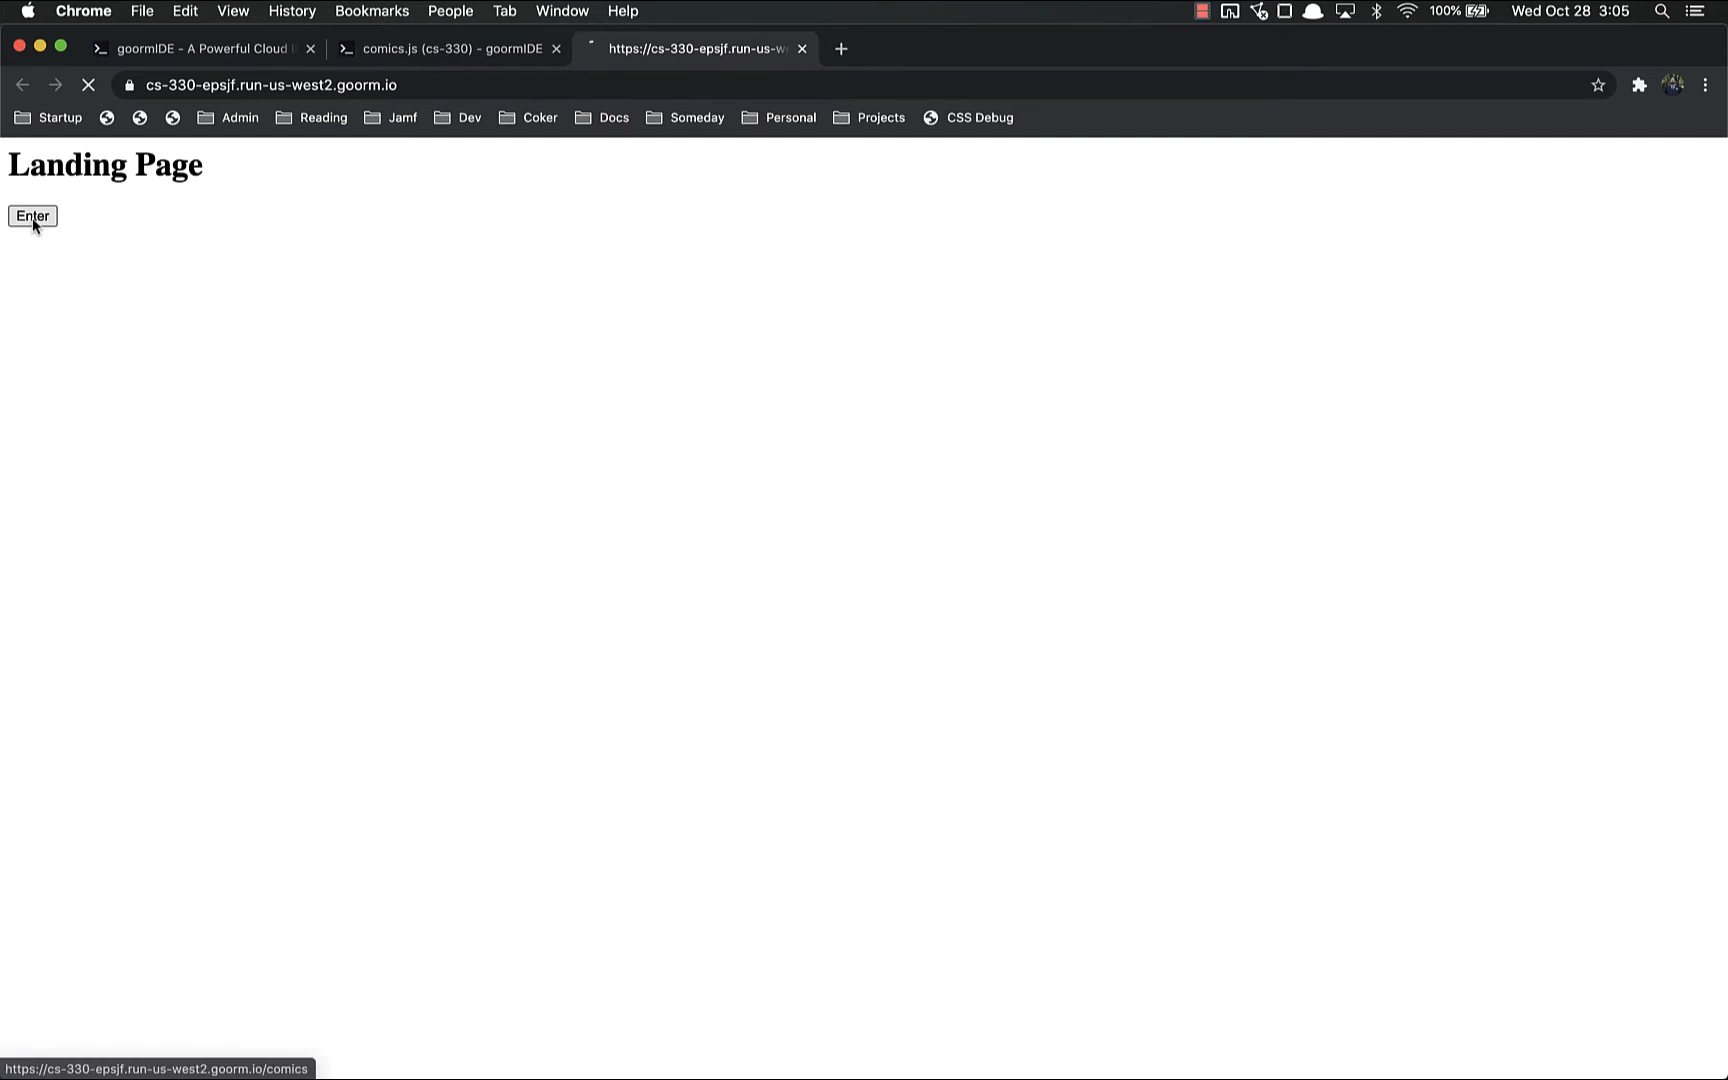 Chrome File Edit View History Bookmarks People Tab Window Help 100% Wed Oct 28 3:05
goormIDE - A Powerful Cloud
comics.js (cs-330) - goormIDE
https://cs-330-epsjf.run-us-w
cs-330-epsjf.run-us-west2.goorm.io
Startup Admin Reading Jamf Dev Coker Docs Someday Personal Projects CSS Debug
Landing Page
Enter
https://cs-330-epsjf.run-us-west2.goorm.io/comics